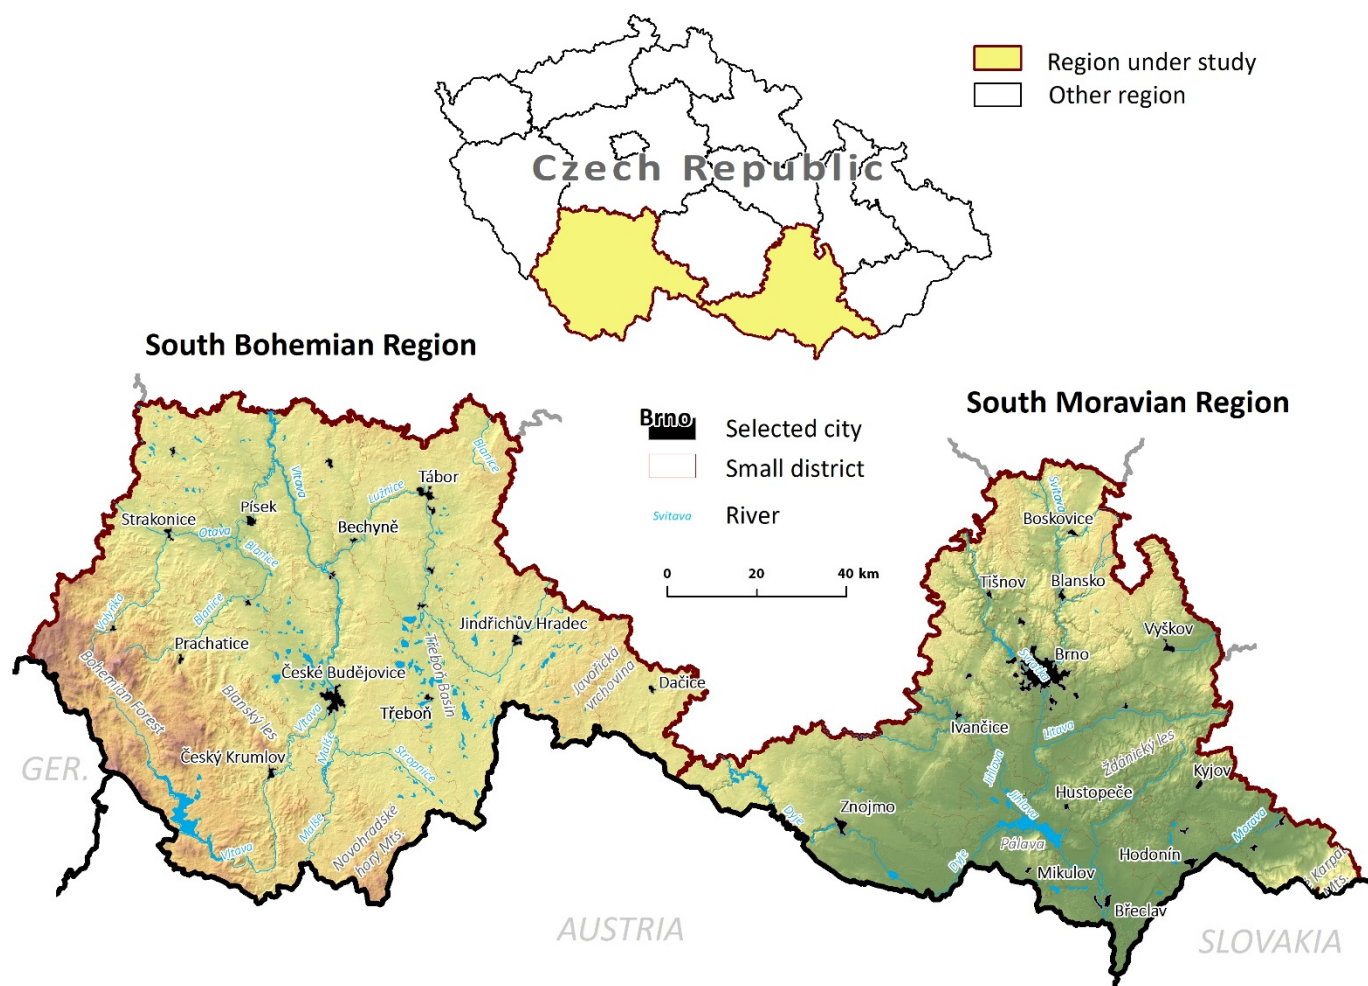 Region under study
Other region
Czech Republic
South Bohemian Region
South Moravian Region
Brno
Selected city
Small district
Svitava
River
0 20 40 km
Blanice
Vltava
Tábor
Lužnice
Písek
Strakonice
Bechyně
Otava
Blanice
Volyňka
Blanice
Prachatice
Jindřichův Hradec
Bohemian Forest
České Budějovice
Třeboň Basin
Javořická
vrchovina
Dačice
Blanský les
Vltava
Třeboň
Malše
Stropnice
Český Krumlov
GER.
Malše
Novohradské
hory Mts.
Vltava
Svitava
Boskovice
Tišnov
Blansko
Vyškov
Brno
Svratka
Ivančice
Litava
Ždánický les
Jihlava
Kyjov
Hustopeče
Jihlava
Znojmo
Dyje
Morava
Pálava
Dyje
Hodonín
Mikulov
Karpat
Mts.
Břeclav
AUSTRIA
SLOVAKIA